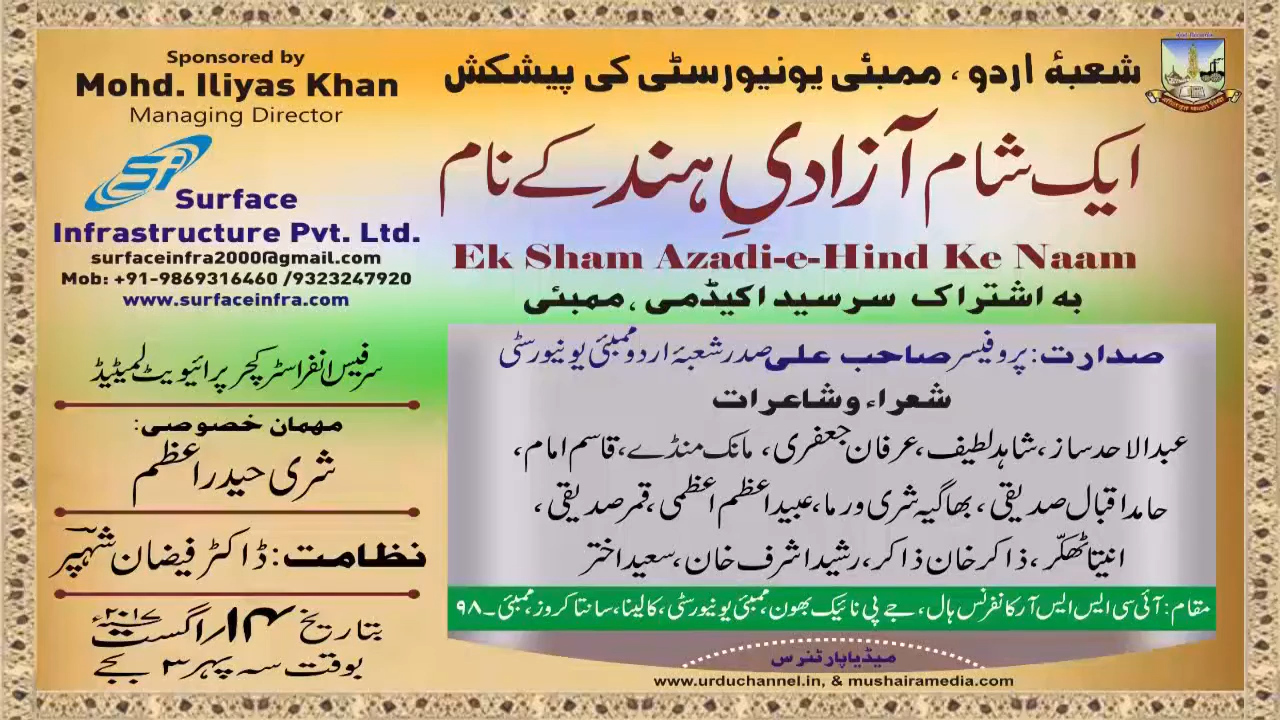 Sponsored by
Mohd. Iliyas Khan
Managing Director
Surface
Infrastructure Pvt. Ltd.
surfaceinfra2000@gmail.com
Mob: +91-9869316460 /9323247920
www.surfaceinfra.com
سرفیس انفراسٹرکچر پرائیویٹ لمیٹیڈ
مہمان خصوصی:
شری حیدر اعظم
نظامت: ڈاکٹر فیضان شہپر
بتاریخ ۱۴/اگست ۲۰۱۷ء
بوقت سہ پہر ۳ بجے
شعبۂ اردو ، ممبئی یونیورسٹی کی پیشکش
ایک شام آزادیِ ہند کے نام
Ek Sham Azadi-e-Hind Ke Naam
بہ اشتراک سرسید اکیڈمی ،ممبئی
صدارت: پروفیسر صاحب علی صدر شعبۂ اردو ممبئی یونیورسٹی
شعراء و شاعرات
عبدالاحد ساز، شاہد لطیف، عرفان جعفری، مانک منڈے، قاسم امام،
حامد اقبال صدیقی، بھاگیہ شری ورما، عبید اعظم اعظمی، قمر صدیقی،
انیتا ٹھکّر، ذاکر خان ذاکر، رشید اشرف خان، سعید اختر
مقام: آئی سی ایس ایس آر کانفرنس ہال، جے پی نائیک بھون، ممبئی یونیورسٹی، کالینا، سانتا کروز، ممبئی۔۹۸
میڈیا پارٹنرس
www.urduchannel.in, & mushairamedia.com